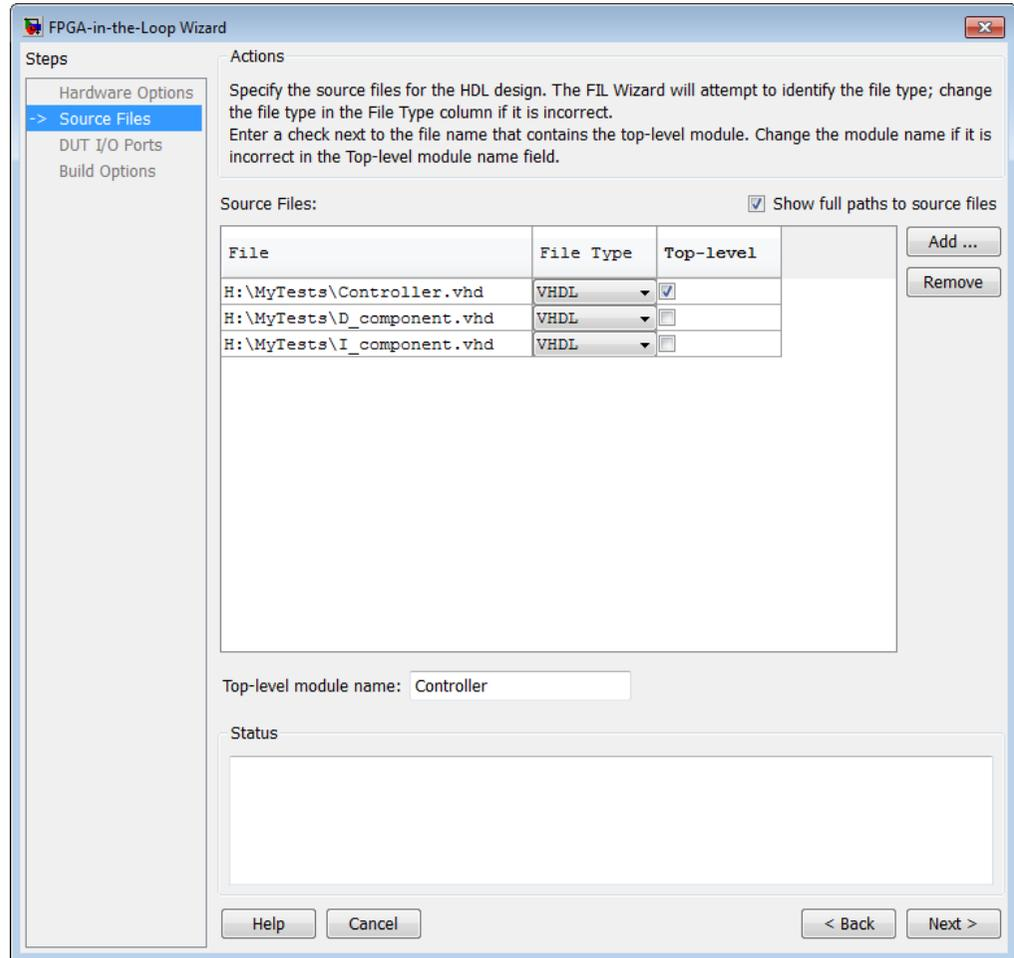 FPGA-in-the-Loop Wizard
Steps
Hardware Options
-> Source Files
DUT I/O Ports
Build Options
Actions
Specify the source files for the HDL design. The FIL Wizard will attempt to identify the file type; change
the file type in the File Type column if it is incorrect.
Enter a check next to the file name that contains the top-level module. Change the module name if it is
incorrect in the Top-level module name field.
Source Files:
Show full paths to source files
File File Type Top-level
H:\MyTests\Controller.vhd VHDL
H:\MyTests\D_component.vhd VHDL
H:\MyTests\I_component.vhd VHDL
Add ...
Remove
Top-level module name: Controller
Status
Help Cancel < Back Next >